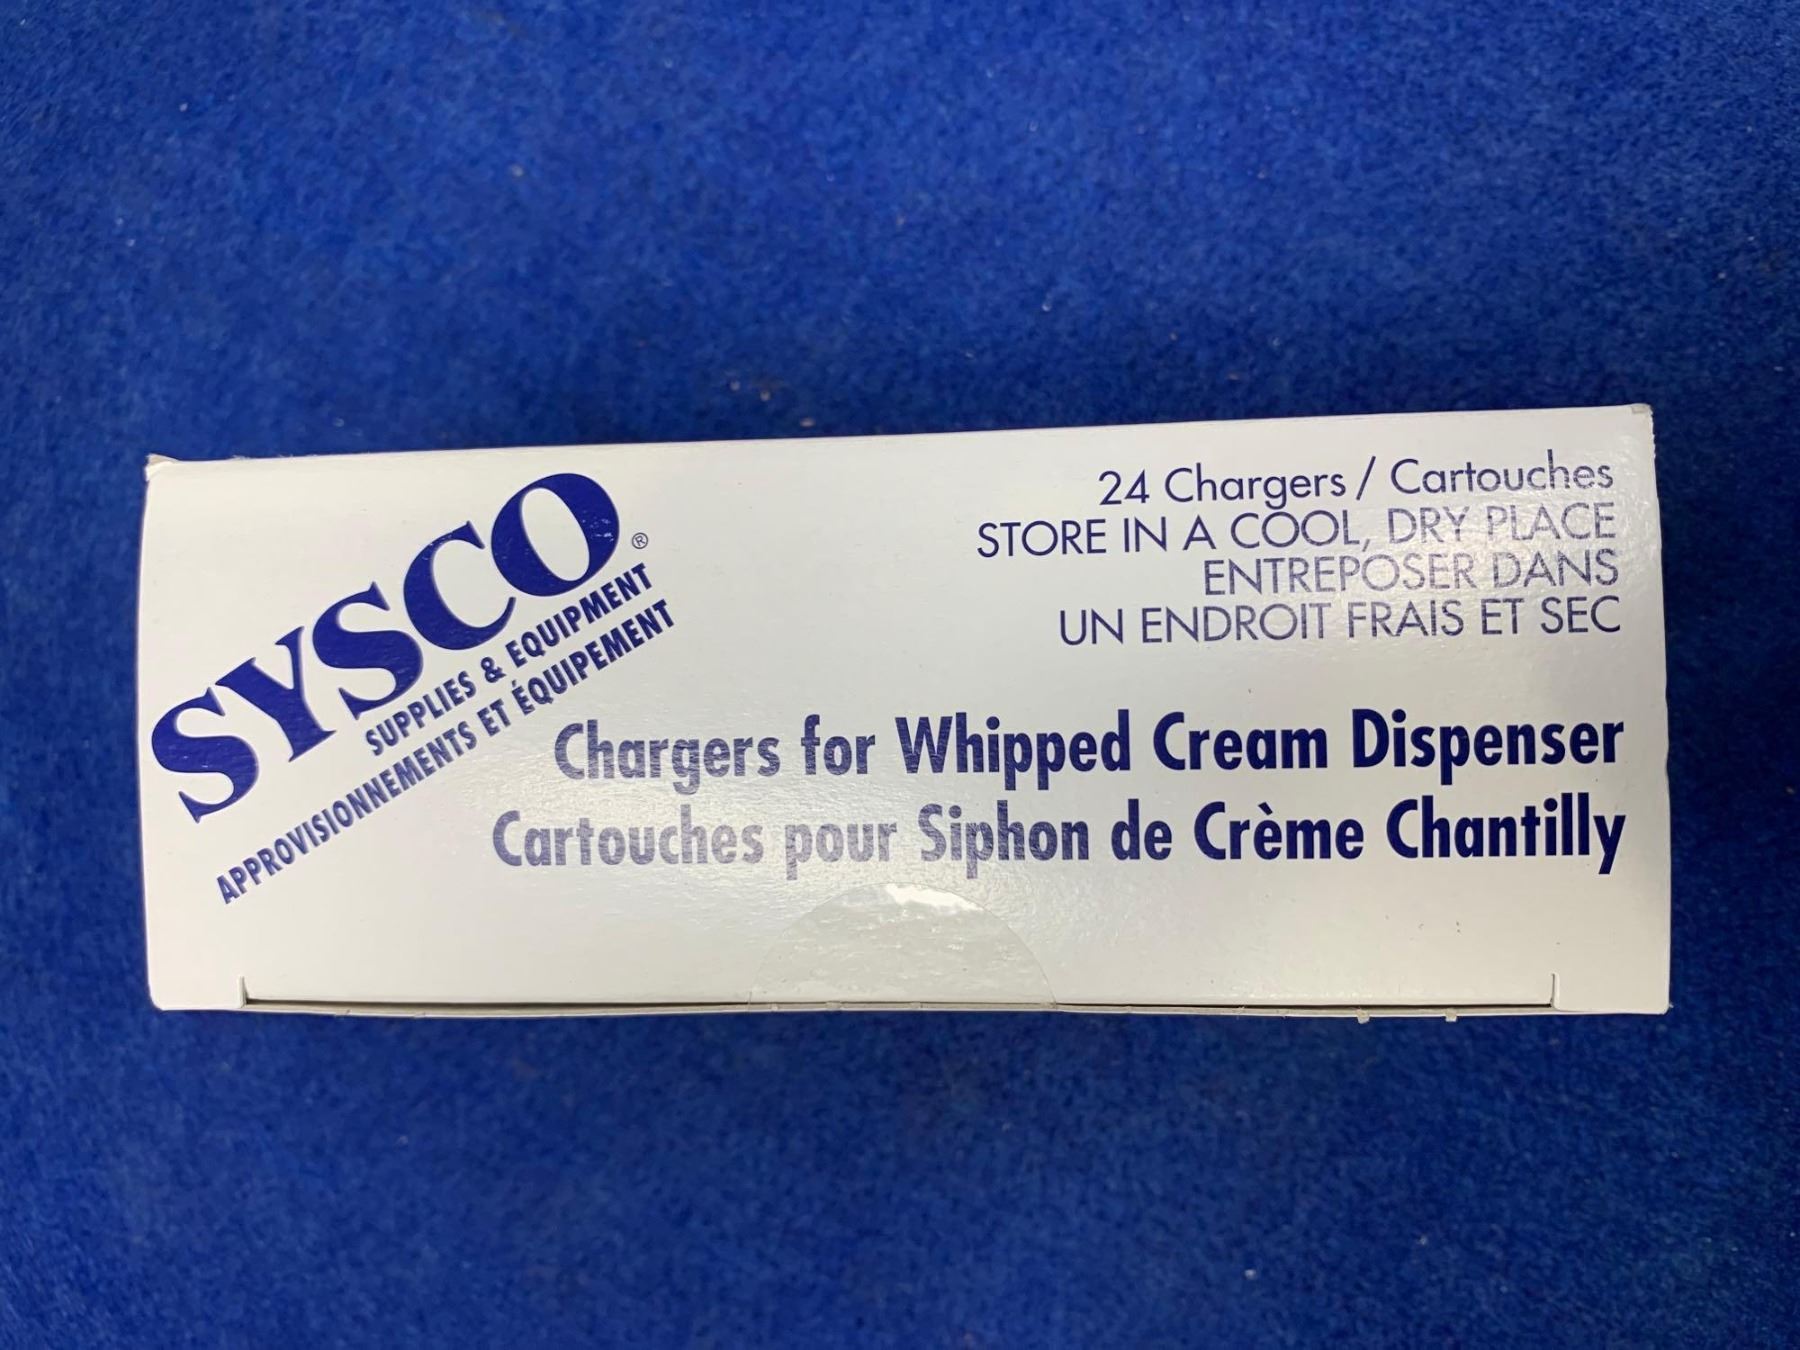 SYSCO®
SUPPLIES & EQUIPMENT
APPROVISIONNEMENTS ET ÉQUIPEMENT
24 Chargers / Cartouches
STORE IN A COOL, DRY PLACE
ENTREPOSER DANS
UN ENDROIT FRAIS ET SEC
Chargers for Whipped Cream Dispenser
Cartouches pour Siphon de Crème Chantilly